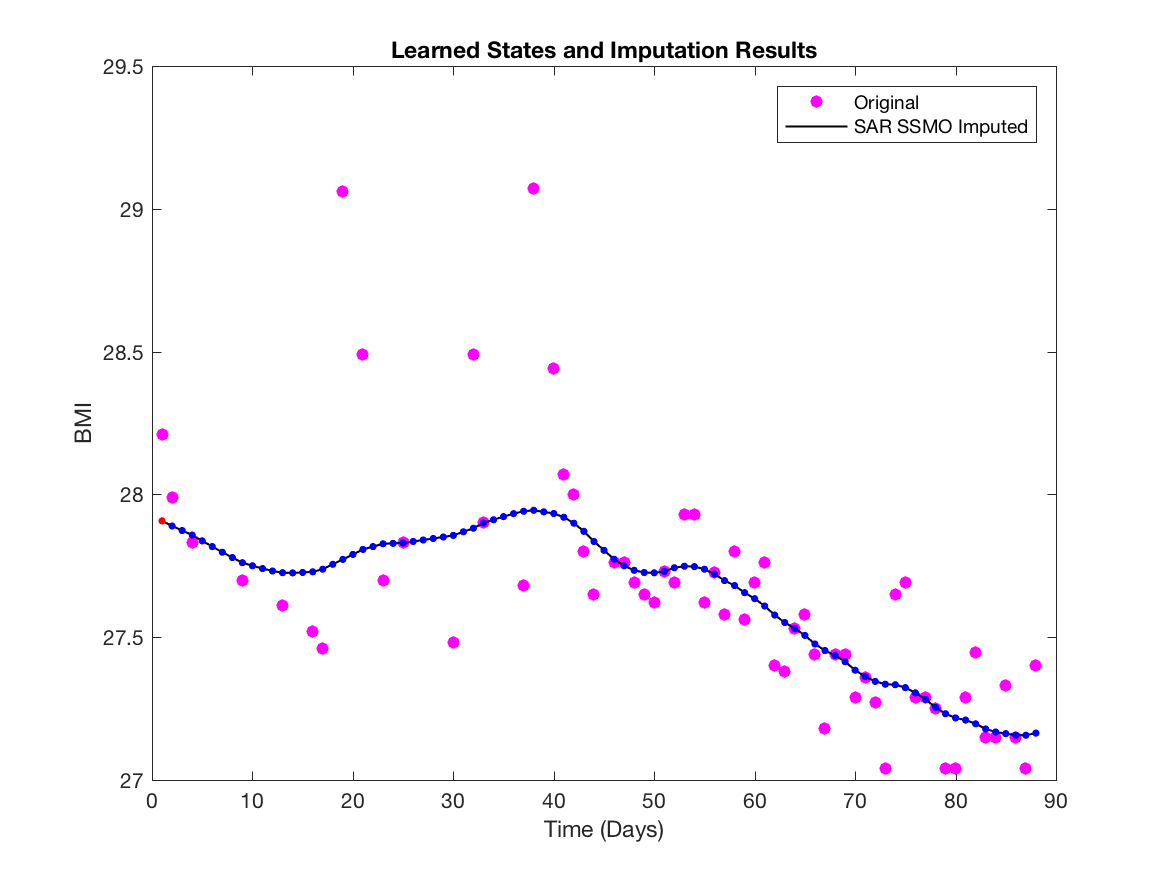 Learned States and Imputation Results
29.5
29
28.5
28
27.5
27
BMI
Original
SAR SSMO Imputed
0 10 20 30 40 50 60 70 80 90
Time (Days)